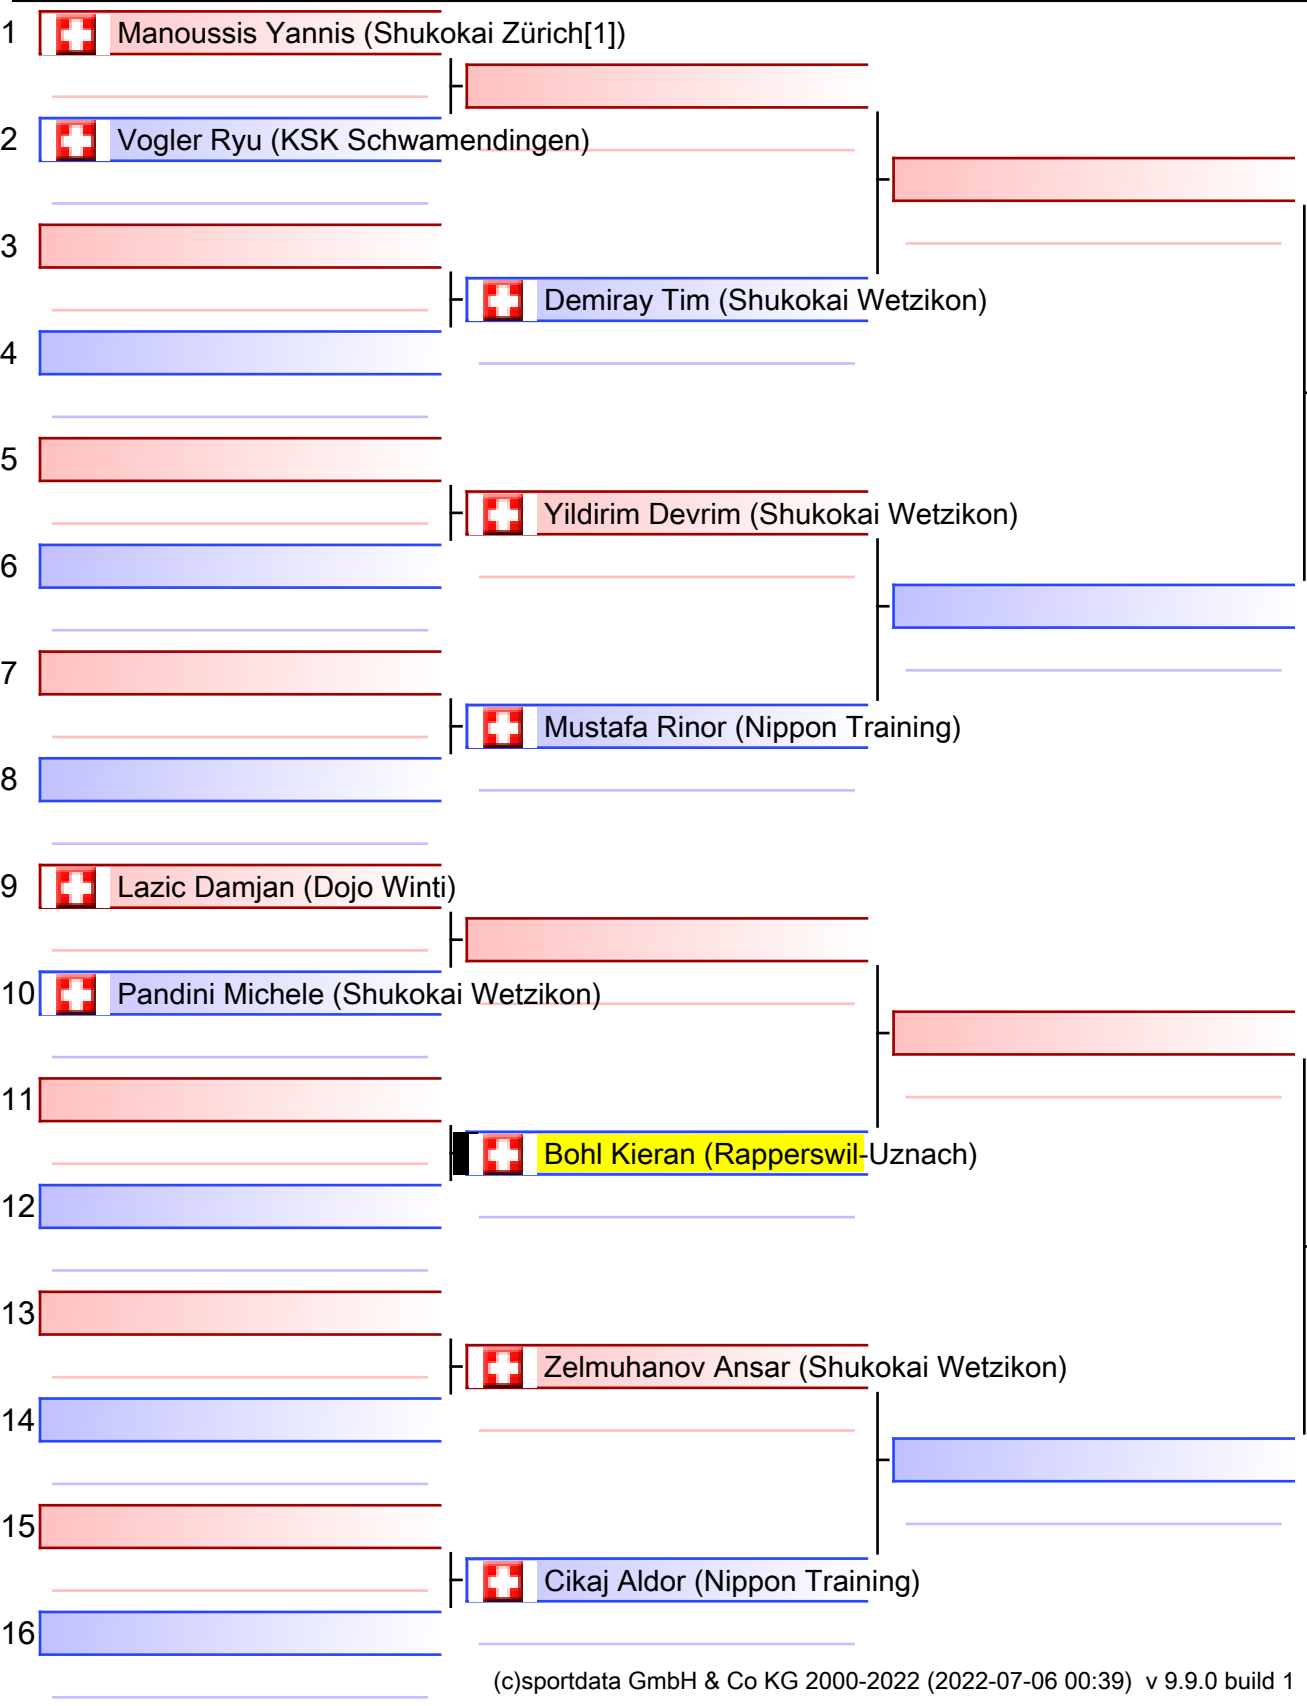 1 Manoussis Yannis (Shukokai Zürich[1])
2 Vogler Ryu (KSK Schwamendingen)
3
Demiray Tim (Shukokai Wetzikon)
4
5
Yildirim Devrim (Shukokai Wetzikon)
6
7
Mustafa Rinor (Nippon Training)
8
9 Lazic Damjan (Dojo Winti)
10 Pandini Michele (Shukokai Wetzikon)
11
Bohl Kieran (Rapperswil-Uznach)
12
13
Zelmuhanov Ansar (Shukokai Wetzikon)
14
15
Cikaj Aldor (Nippon Training)
16
(c)sportdata GmbH & Co KG 2000-2022 (2022-07-06 00:39) v 9.9.0 build 1